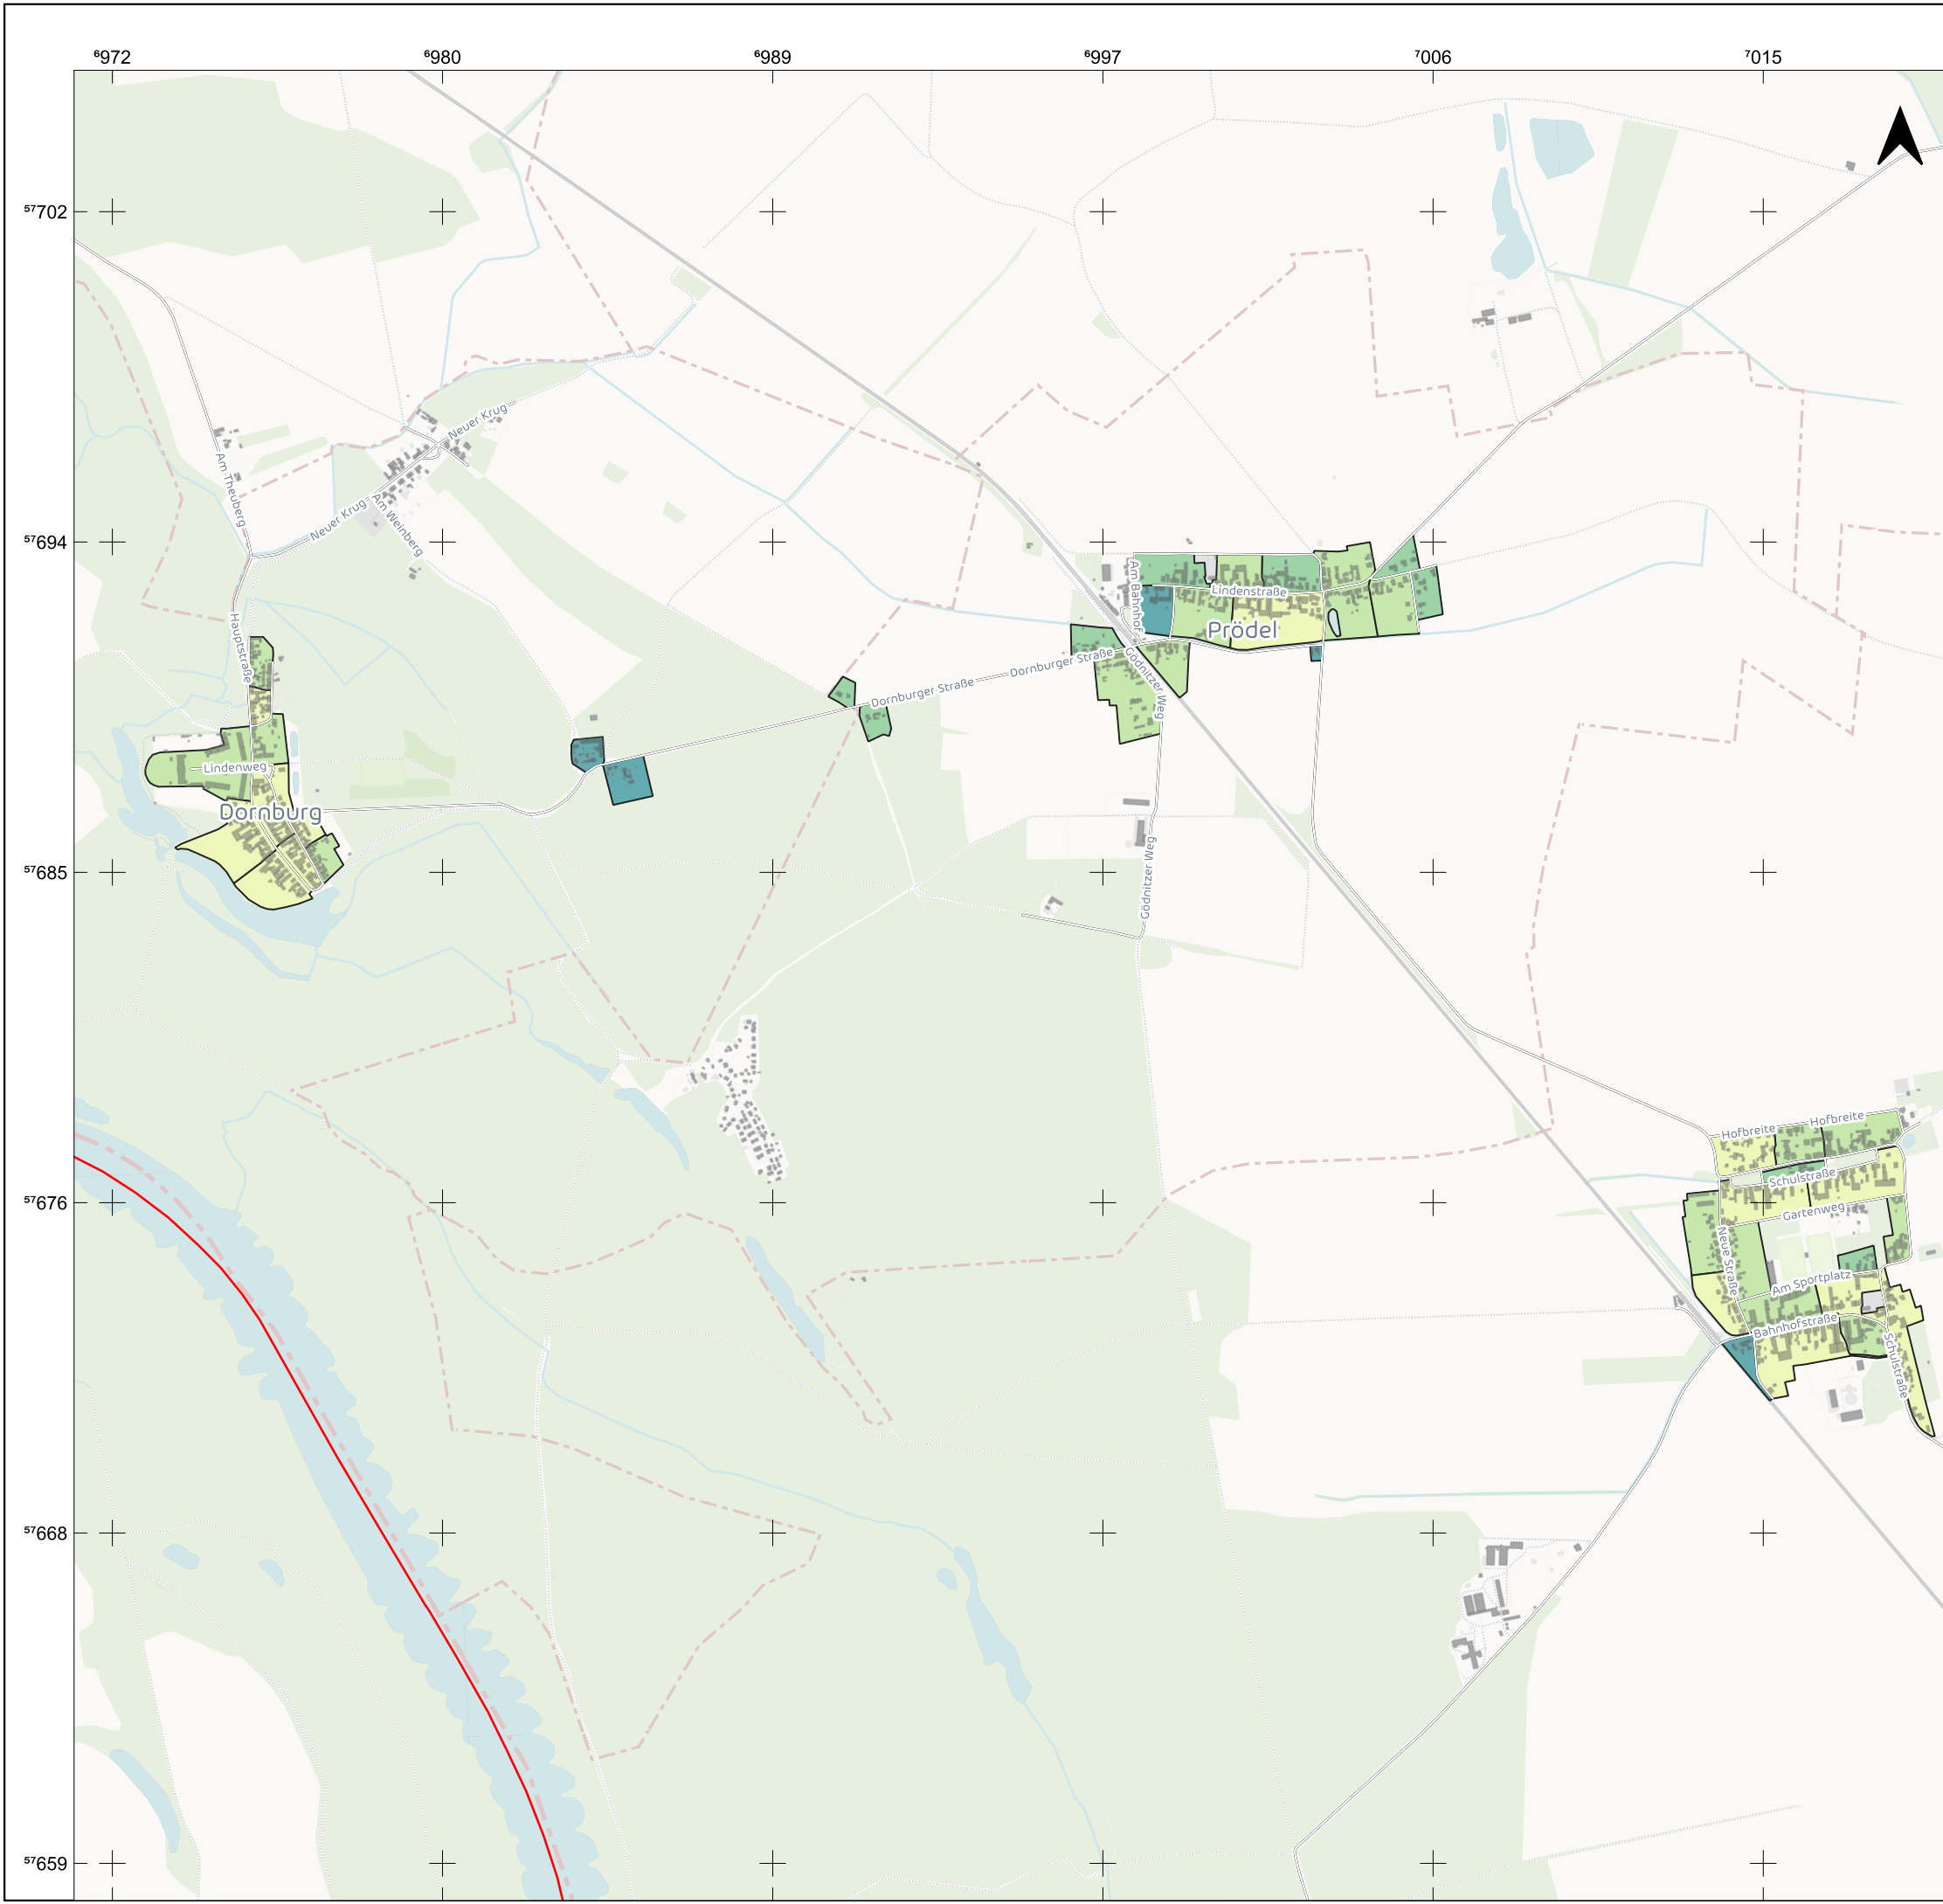 ⁶972 ⁶980 ⁶989 ⁶997 ⁷006 ⁷015
⁵⁷702
⁵⁷694
⁵⁷685
⁵⁷676
⁵⁷668
⁵⁷659
Neuer Krug
Am Theuberg
Neuer Krug
Am Weinberg
Hauptstraße
Lindenweg
Dornburg
Am Bahnhof
Lindenstraße
Prödel
Dornburger Straße
Dornburger Straße
Gödnitzer Weg
Gödnitzer Weg
Hofbreite
Hofbreite
Schulstraße
Gartenweg
Neue Straße
Am Sportplatz
Bahnhofstraße
Schulstraße